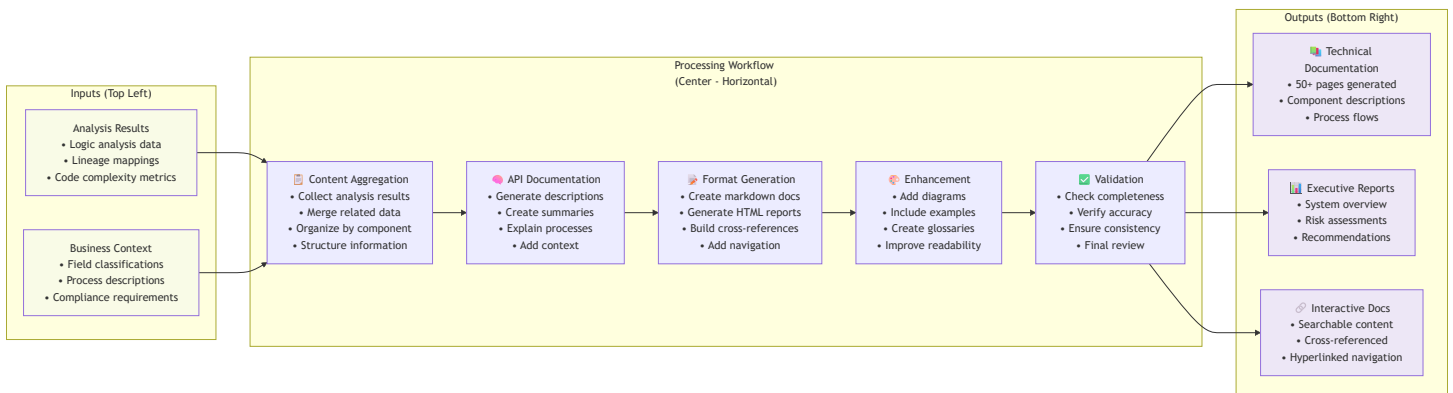 Inputs (Top Left)
Analysis Results
• Logic analysis data
• Lineage mappings
• Code complexity metrics
Business Context
• Field classifications
• Process descriptions
• Compliance requirements
Processing Workflow
(Center - Horizontal)
📋 Content Aggregation
• Collect analysis results
• Merge related data
• Organize by component
• Structure information
🧠 API Documentation
• Generate descriptions
• Create summaries
• Explain processes
• Add context
📝 Format Generation
• Create markdown docs
• Generate HTML reports
• Build cross-references
• Add navigation
🎨 Enhancement
• Add diagrams
• Include examples
• Create glossaries
• Improve readability
✅ Validation
• Check completeness
• Verify accuracy
• Ensure consistency
• Final review
Outputs (Bottom Right)
📚 Technical
Documentation
• 50+ pages generated
• Component descriptions
• Process flows
📊 Executive Reports
• System overview
• Risk assessments
• Recommendations
🔗 Interactive Docs
• Searchable content
• Cross-referenced
• Hyperlinked navigation